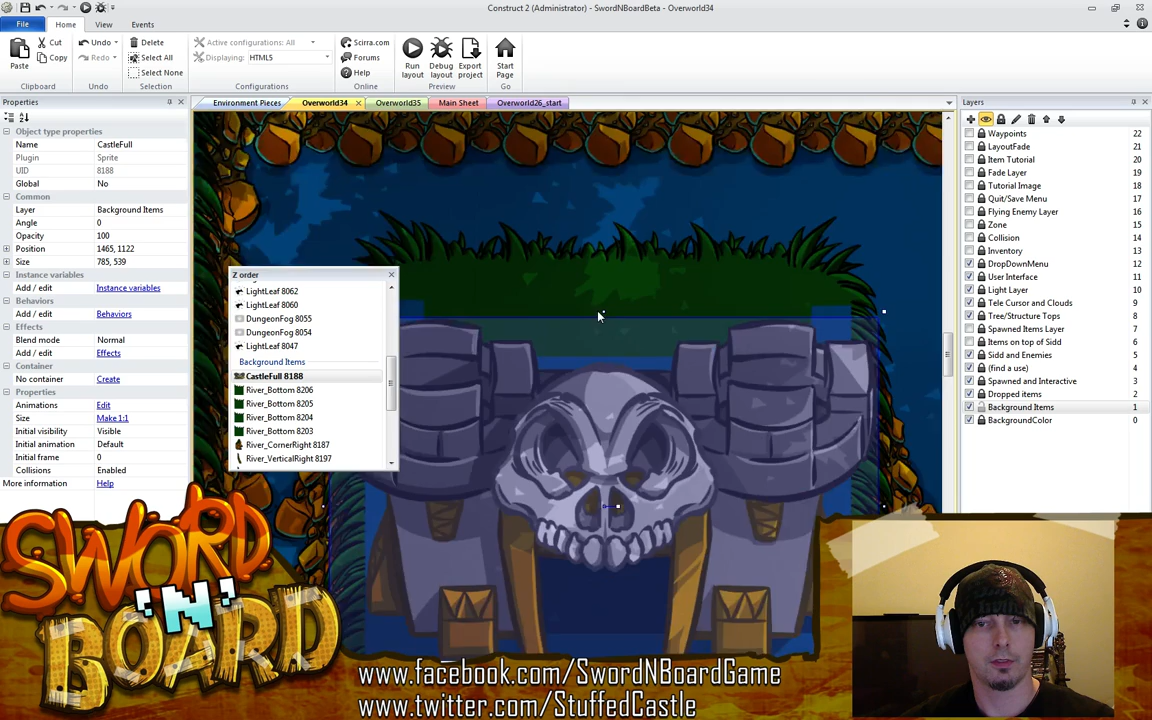 Construct 2 (Administrator) - SwordNBoardBeta - Overworld34
File
Home
View
Events
Paste
Cut
Copy
Clipboard
Undo
Redo
Undo
Delete
Select All
Select None
Selection
Active configurations: All
Displaying: HTML5
Configurations
Scirra.com
Forums
Help
Online
Run layout
Debug layout
Export project
Preview
Start Page
Go
Properties
Object type properties
Name CastleFull
Plugin Sprite
UID 8188
Global No
Common
Layer Background Items
Angle 0
Opacity 100
Position 1465, 1122
Size 785, 539
Instance variables
Add / edit Instance variables
Behaviors
Add / edit Behaviors
Effects
Blend mode Normal
Add / edit Effects
Container
No container Create
Properties
Animations Edit
Size Make 1:1
Initial visibility Visible
Initial animation Default
Initial frame 0
Collisions Enabled
More information Help
Environment Pieces
Overworld34
Overworld35
Main Sheet
Overworld26_start
Z order
LightLeaf 8062
LightLeaf 8060
DungeonFog 8055
DungeonFog 8054
LightLeaf 8047
Background Items
CastleFull 8188
River_Bottom 8206
River_Bottom 8205
River_Bottom 8204
River_Bottom 8203
River_CornerRight 8187
River_VerticalRight 8197
Layers
Waypoints 22
LayoutFade 21
Item Tutorial 20
Fade Layer 19
Tutorial Image 18
Quit/Save Menu 17
Flying Enemy Layer 16
Zone 15
Collision 14
Inventory 13
DropDownMenu 12
User Interface 11
Light Layer 10
Tele Cursor and Clouds 9
Tree/Structure Tops 8
Spawned Items Layer 7
Items on top of Sidd 6
Sidd and Enemies 5
(find a use) 4
Spawned and Interactive 3
Dropped items 2
Background Items 1
BackgroundColor 0
SWORD
'N'
BOARD
www.facebook.com/SwordNBoardGame
www.twitter.com/StuffedCastle